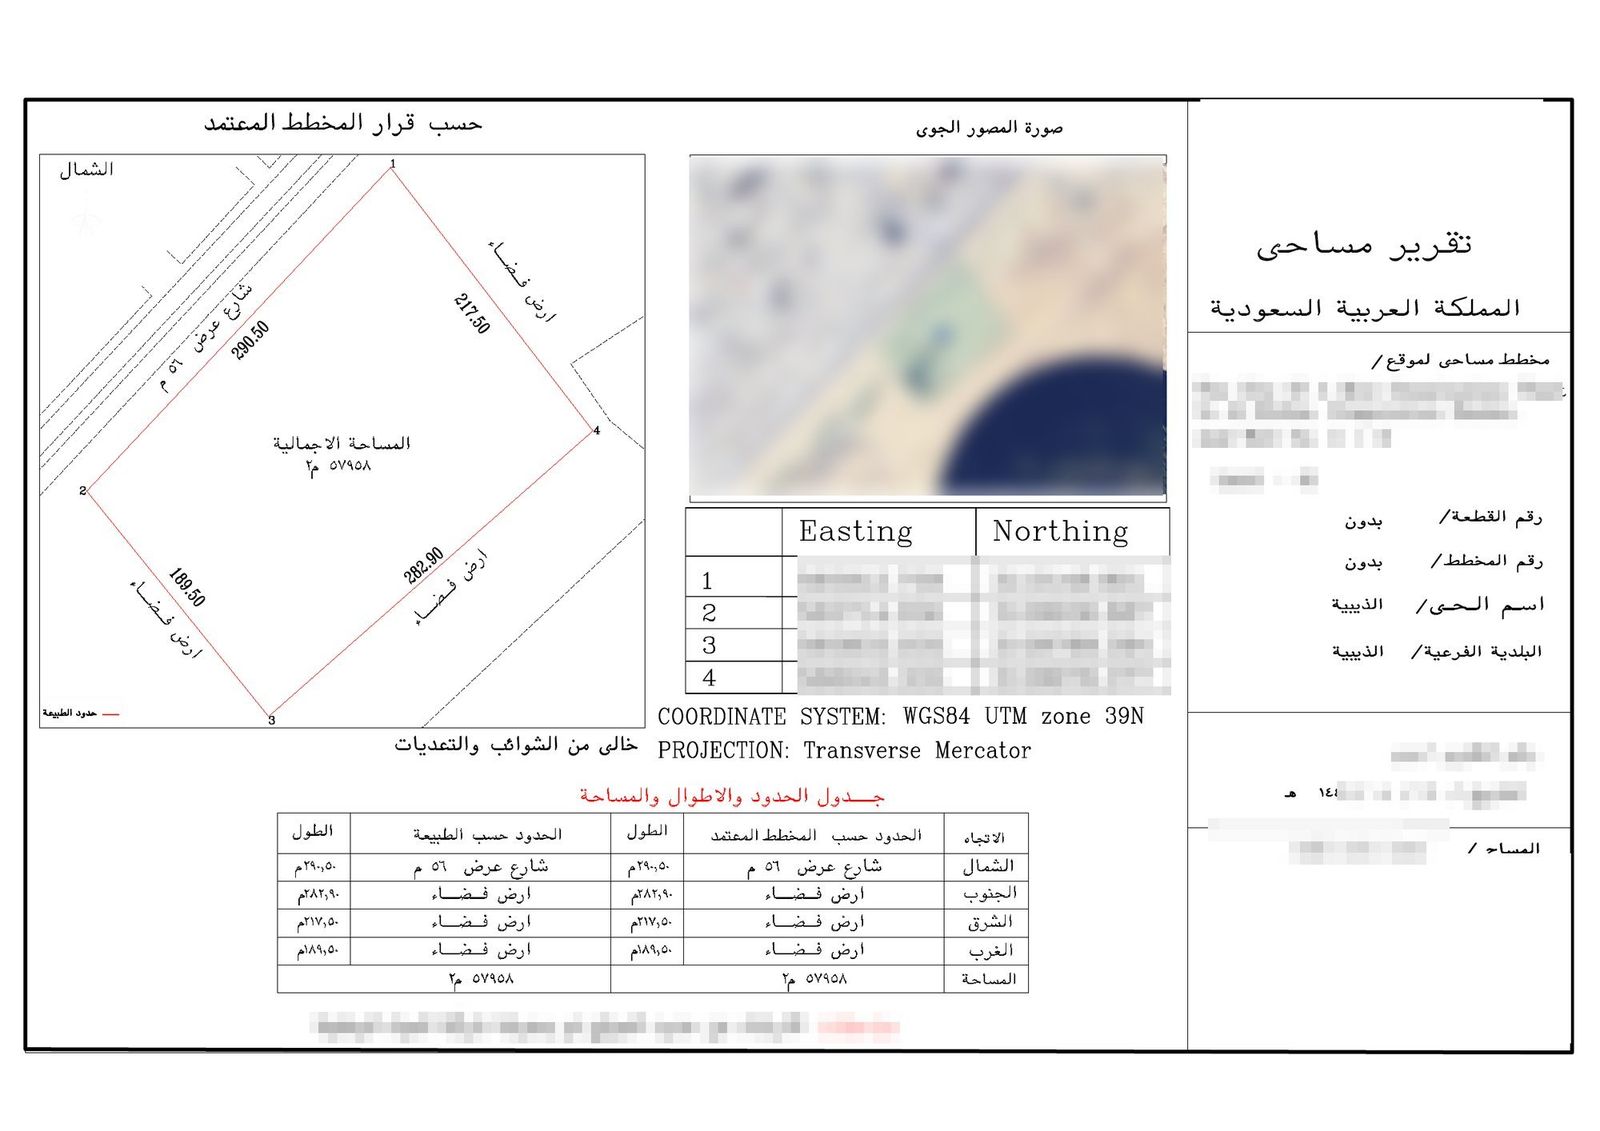 حسب قرار المخطط المعتمد
صورة المصور الجوى
تقرير مساحى
المملكة العربية السعودية
مخطط مساحى لموقع/
رقم القطعة/ بدون
رقم المخطط/ بدون
اسم الحى/ الذيبية
البلدية الفرعية/ الذيبية
١٤٤ هـ
المساح /
الشمال
1
ارض فضاء
217.50
شارع عرض ٥٦ م
290.50
4
المساحة الاجمالية
٥٧٩٥٨ م٢
2
282.90
ارض فضاء
189.50
ارض فضاء
3
حدود الطبيعة
خالى من الشوائب والتعديات
Easting Northing
1
2
3
4
COORDINATE SYSTEM: WGS84 UTM zone 39N
PROJECTION: Transverse Mercator
جدول الحدود والاطوال والمساحة
الاتجاه الحدود حسب المخطط المعتمد الطول الحدود حسب الطبيعة الطول
الشمال شارع عرض ٥٦ م ٢٩٠,٥٠م شارع عرض ٥٦ م ٢٩٠,٥٠م
الجنوب ارض فضاء ٢٨٢,٩٠م ارض فضاء ٢٨٢,٩٠م
الشرق ارض فضاء ٢١٧,٥٠م ارض فضاء ٢١٧,٥٠م
الغرب ارض فضاء ١٨٩,٥٠م ارض فضاء ١٨٩,٥٠م
المساحة ٥٧٩٥٨ م٢ ٥٧٩٥٨ م٢